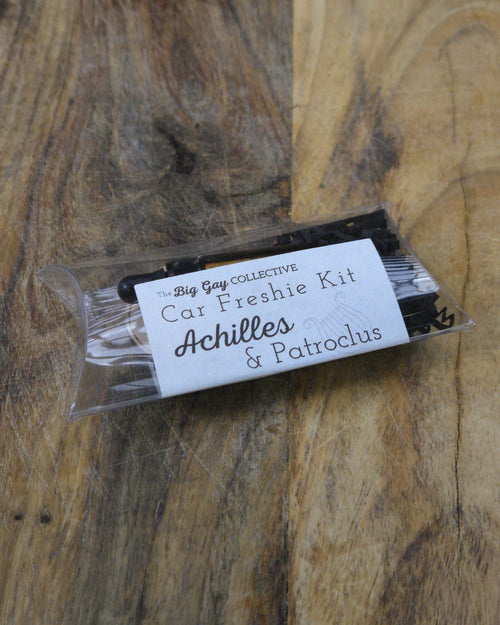 The Big Gay COLLECTIVE
Car Freshie Kit
Achilles
& Patroclus